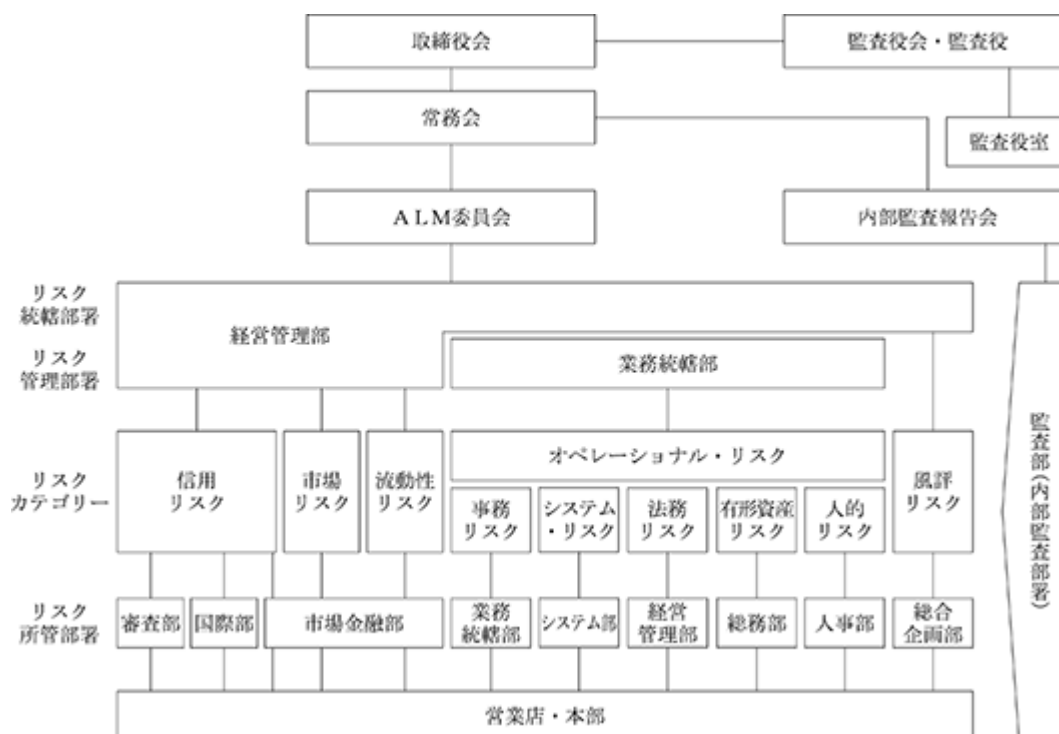 取締役会
監査役会・監査役
常務会
監査役室
ALM委員会
内部監査報告会
リスク
統轄部署
経営管理部
リスク
管理部署
業務統轄部
リスク
カテゴリー
信用
リスク
市場
リスク
流動性
リスク
オペレーショナル・リスク
事務
リスク
システム
・リスク
法務
リスク
有形資産
リスク
人的
リスク
風評
リスク
監査部(内部監査部署)
リスク
所管部署
審査部
国際部
市場金融部
業務
統轄部
システム部
経営
管理部
総務部
人事部
総合
企画部
営業店・本部